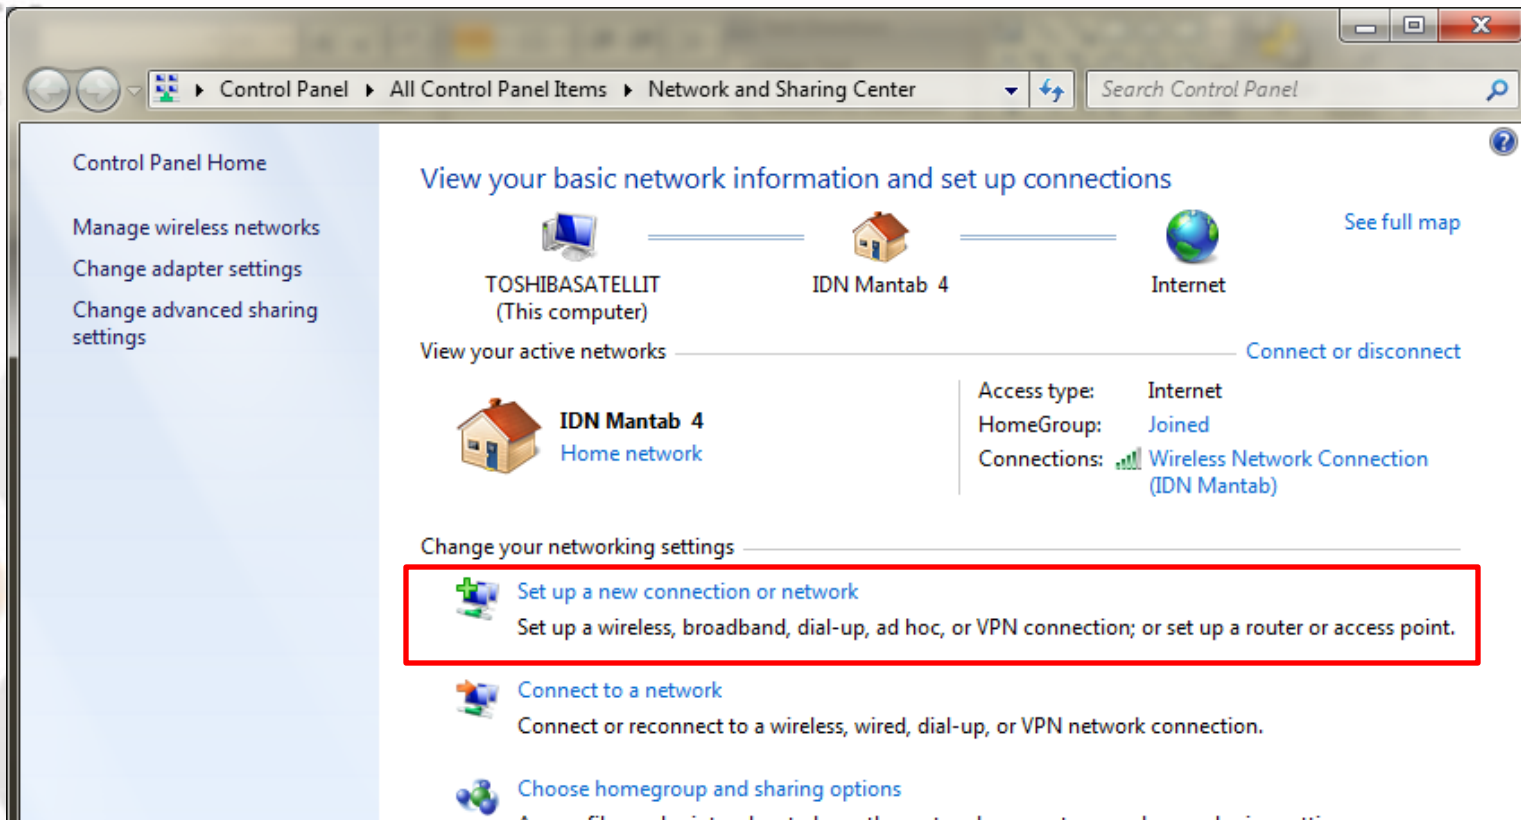 Control Panel ▸ All Control Panel Items ▸ Network and Sharing Center
Search Control Panel
Control Panel Home
Manage wireless networks
Change adapter settings
Change advanced sharing
settings
View your basic network information and set up connections
See full map
TOSHIBASATELLIT
(This computer)
IDN Mantab 4
Internet
View your active networks
Connect or disconnect
IDN Mantab 4
Home network
Access type: Internet
HomeGroup: Joined
Connections: Wireless Network Connection
(IDN Mantab)
Change your networking settings
Set up a new connection or network
Set up a wireless, broadband, dial-up, ad hoc, or VPN connection; or set up a router or access point.
Connect to a network
Connect or reconnect to a wireless, wired, dial-up, or VPN network connection.
Choose homegroup and sharing options